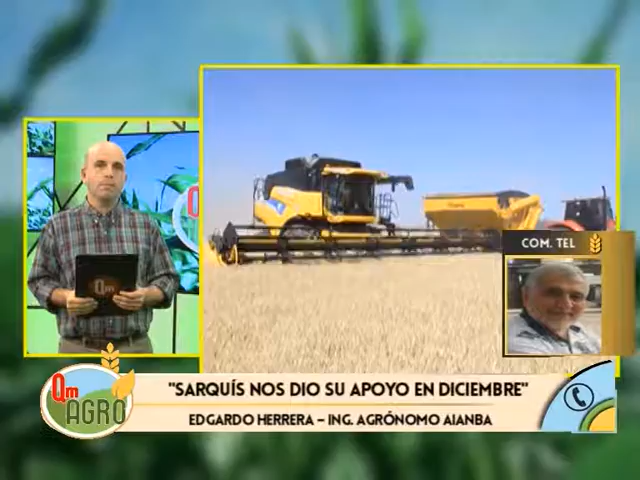 COM. TEL
Qm
"SARQUÍS NOS DIO SU APOYO EN DICIEMBRE"
EDGARDO HERRERA – ING. AGRÓNOMO AIANBA
Qm
AGRO